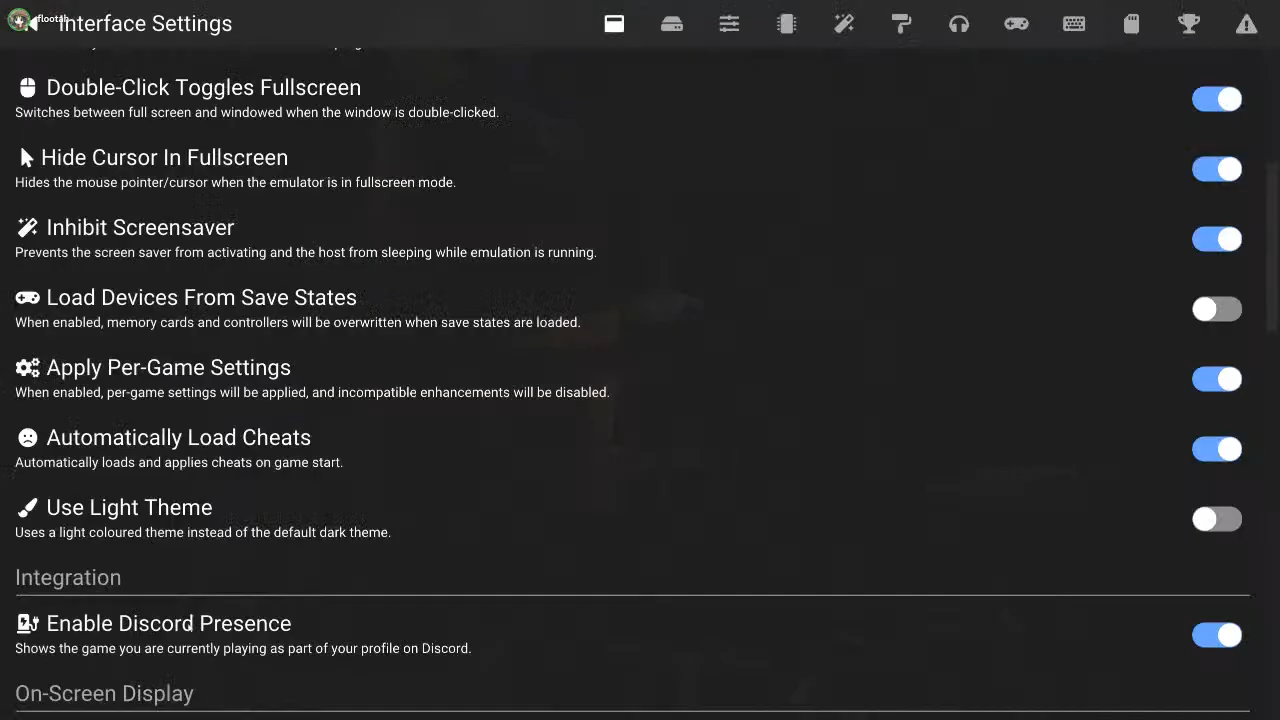 flootah
Interface Settings
Double-Click Toggles Fullscreen
Switches between full screen and windowed when the window is double-clicked.
Hide Cursor In Fullscreen
Hides the mouse pointer/cursor when the emulator is in fullscreen mode.
Inhibit Screensaver
Prevents the screen saver from activating and the host from sleeping while emulation is running.
Load Devices From Save States
When enabled, memory cards and controllers will be overwritten when save states are loaded.
Apply Per-Game Settings
When enabled, per-game settings will be applied, and incompatible enhancements will be disabled.
Automatically Load Cheats
Automatically loads and applies cheats on game start.
Use Light Theme
Uses a light coloured theme instead of the default dark theme.
Integration
Enable Discord Presence
Shows the game you are currently playing as part of your profile on Discord.
On-Screen Display